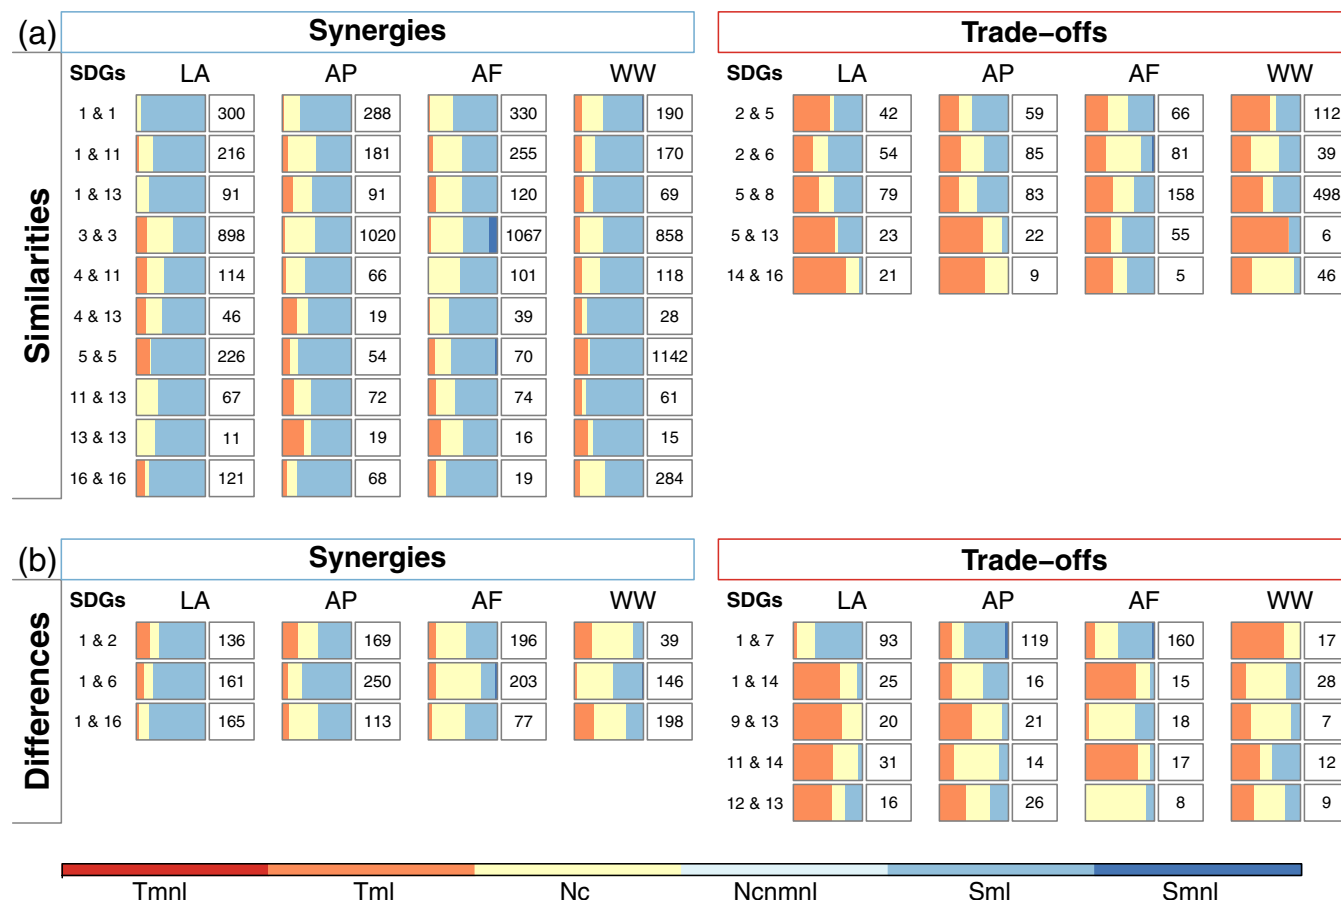 (a)
Synergies
Trade–offs
Similarities
SDGs LA AP AF WW
SDGs LA AP AF WW
1 & 1 300 288 330 190
2 & 5 42 59 66 112
1 & 11 216 181 255 170
2 & 6 54 85 81 39
1 & 13 91 91 120 69
5 & 8 79 83 158 498
3 & 3 898 1020 1067 858
5 & 13 23 22 55 6
4 & 11 114 66 101 118
14 & 16 21 9 5 46
4 & 13 46 19 39 28
5 & 5 226 54 70 1142
11 & 13 67 72 74 61
13 & 13 11 19 16 15
16 & 16 121 68 19 284
(b)
Synergies
Trade–offs
Differences
SDGs LA AP AF WW
SDGs LA AP AF WW
1 & 2 136 169 196 39
1 & 7 93 119 160 17
1 & 6 161 250 203 146
1 & 14 25 16 15 28
1 & 16 165 113 77 198
9 & 13 20 21 18 7
11 & 14 31 14 17 12
12 & 13 16 26 8 9
Tmnl Tml Nc Ncnmnl Sml Smnl